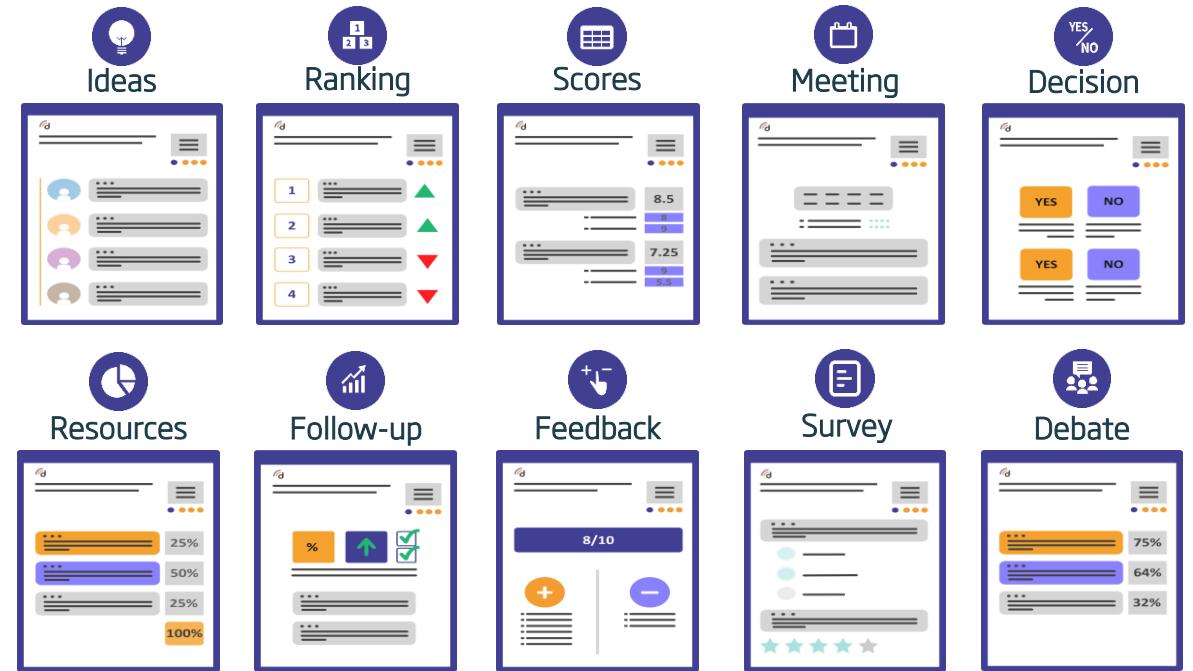 1
2 3
YES
NO
Ideas Ranking Scores Meeting Decision
d d d d d
1
2
3
4
8.5
8
9
7.25
9
5.5
YES NO
YES NO
Resources Follow-up Feedback Survey Debate
d d d d d
25%
50%
25%
100%
%
8/10
+ −
75%
64%
32%